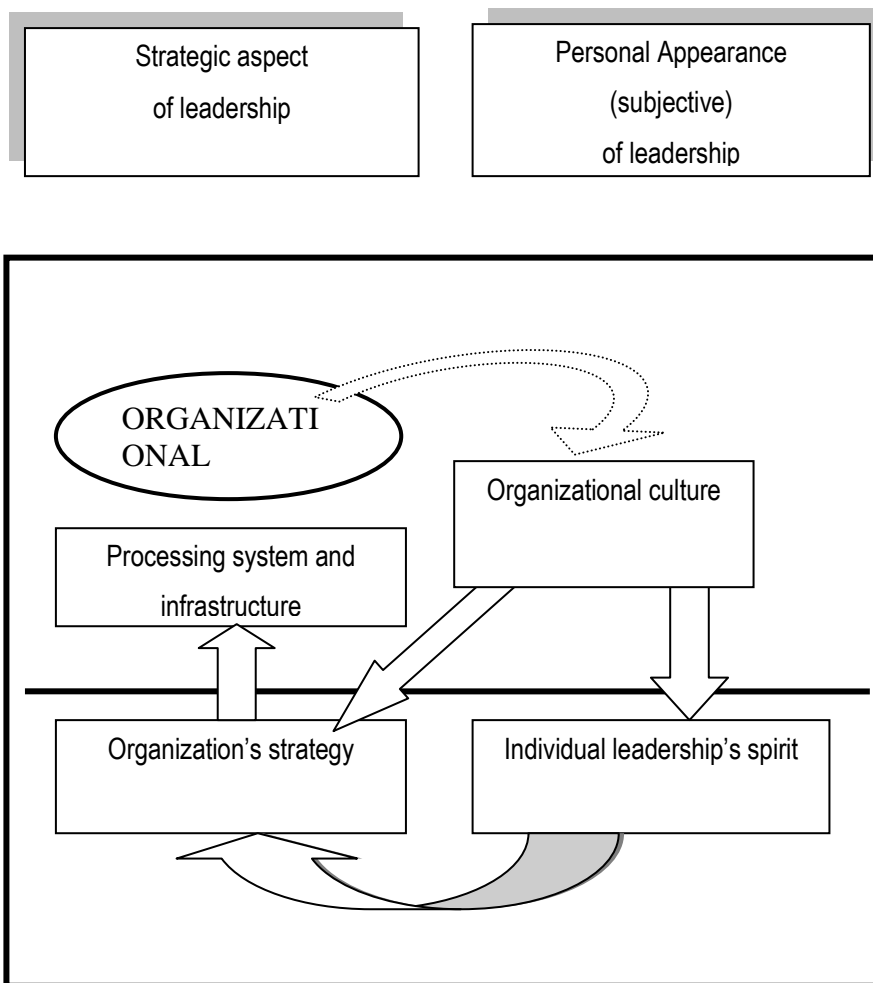 Strategic aspect
of leadership
Personal Appearance
(subjective)
of leadership
ORGANIZATI
ONAL
Organizational culture
Processing system and
infrastructure
Organization’s strategy
Individual leadership’s spirit